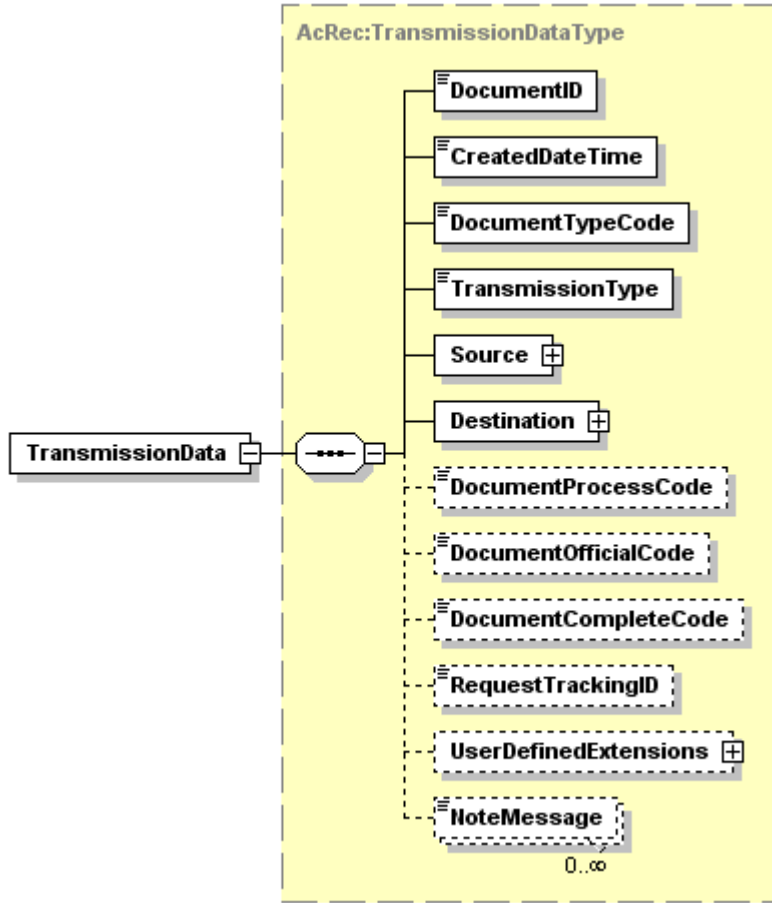 AcRec:TransmissionDataType
DocumentID
CreatedDateTime
DocumentTypeCode
TransmissionType
Source
Destination
TransmissionData
DocumentProcessCode
DocumentOfficialCode
DocumentCompleteCode
RequestTrackingID
UserDefinedExtensions
NoteMessage
0..∞